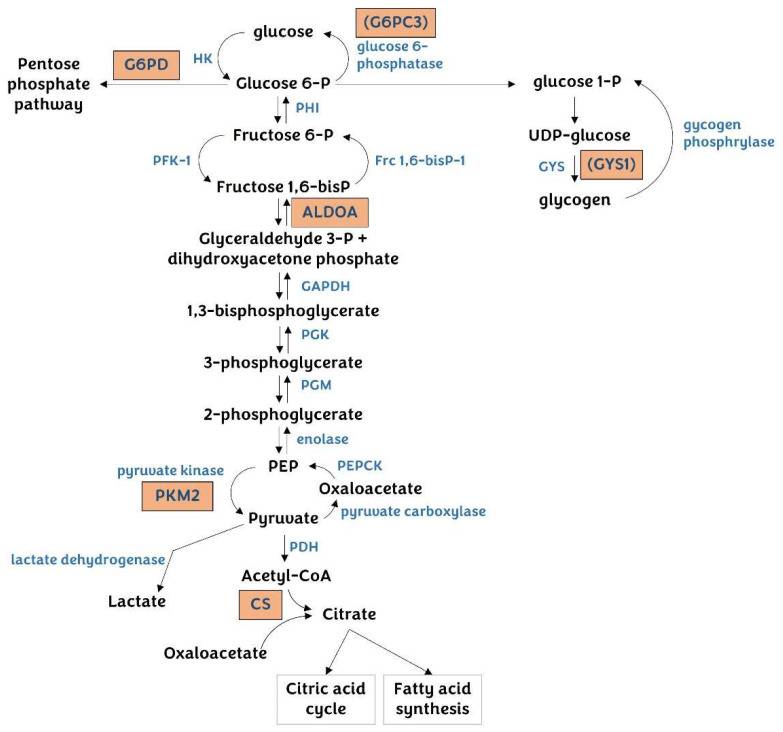 (G6PC3)
glucose
glucose 6-
phosphatase
HK
G6PD
Pentose
phosphate
pathway
Glucose 6-P
glucose 1-P
PHI
Fructose 6-P
UDP-glucose
gycogen
phosphrylase
PFK-1
Frc 1,6-bisP-1
GYS
(GYS1)
Fructose 1,6-bisP
glycogen
ALDOA
Glyceraldehyde 3-P +
dihydroxyacetone phosphate
GAPDH
1,3-bisphosphoglycerate
PGK
3-phosphoglycerate
PGM
2-phosphoglycerate
enolase
PEP
PEPCK
pyruvate kinase
PKM2
Oxaloacetate
pyruvate carboxylase
Pyruvate
PDH
lactate dehydrogenase
Acetyl-CoA
Lactate
CS
Citrate
Oxaloacetate
Citric acid
cycle
Fatty acid
synthesis